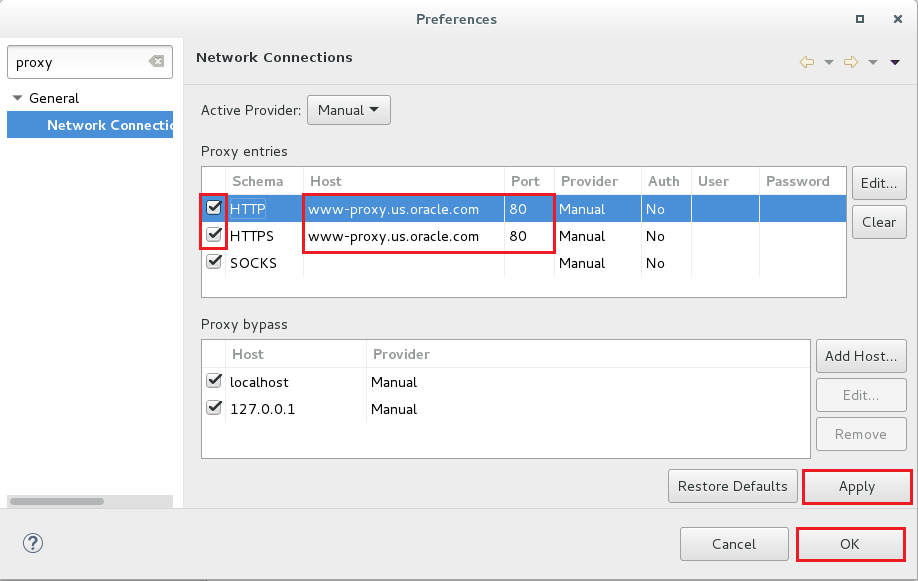 Preferences
proxy
General
Network Connectio
Network Connections
Active Provider: Manual
Proxy entries
Schema Host Port Provider Auth User Password
HTTP www-proxy.us.oracle.com 80 Manual No
HTTPS www-proxy.us.oracle.com 80 Manual No
SOCKS Manual No
Edit...
Clear
Proxy bypass
Host Provider
localhost Manual
127.0.0.1 Manual
Add Host...
Edit...
Remove
Restore Defaults Apply
? Cancel OK